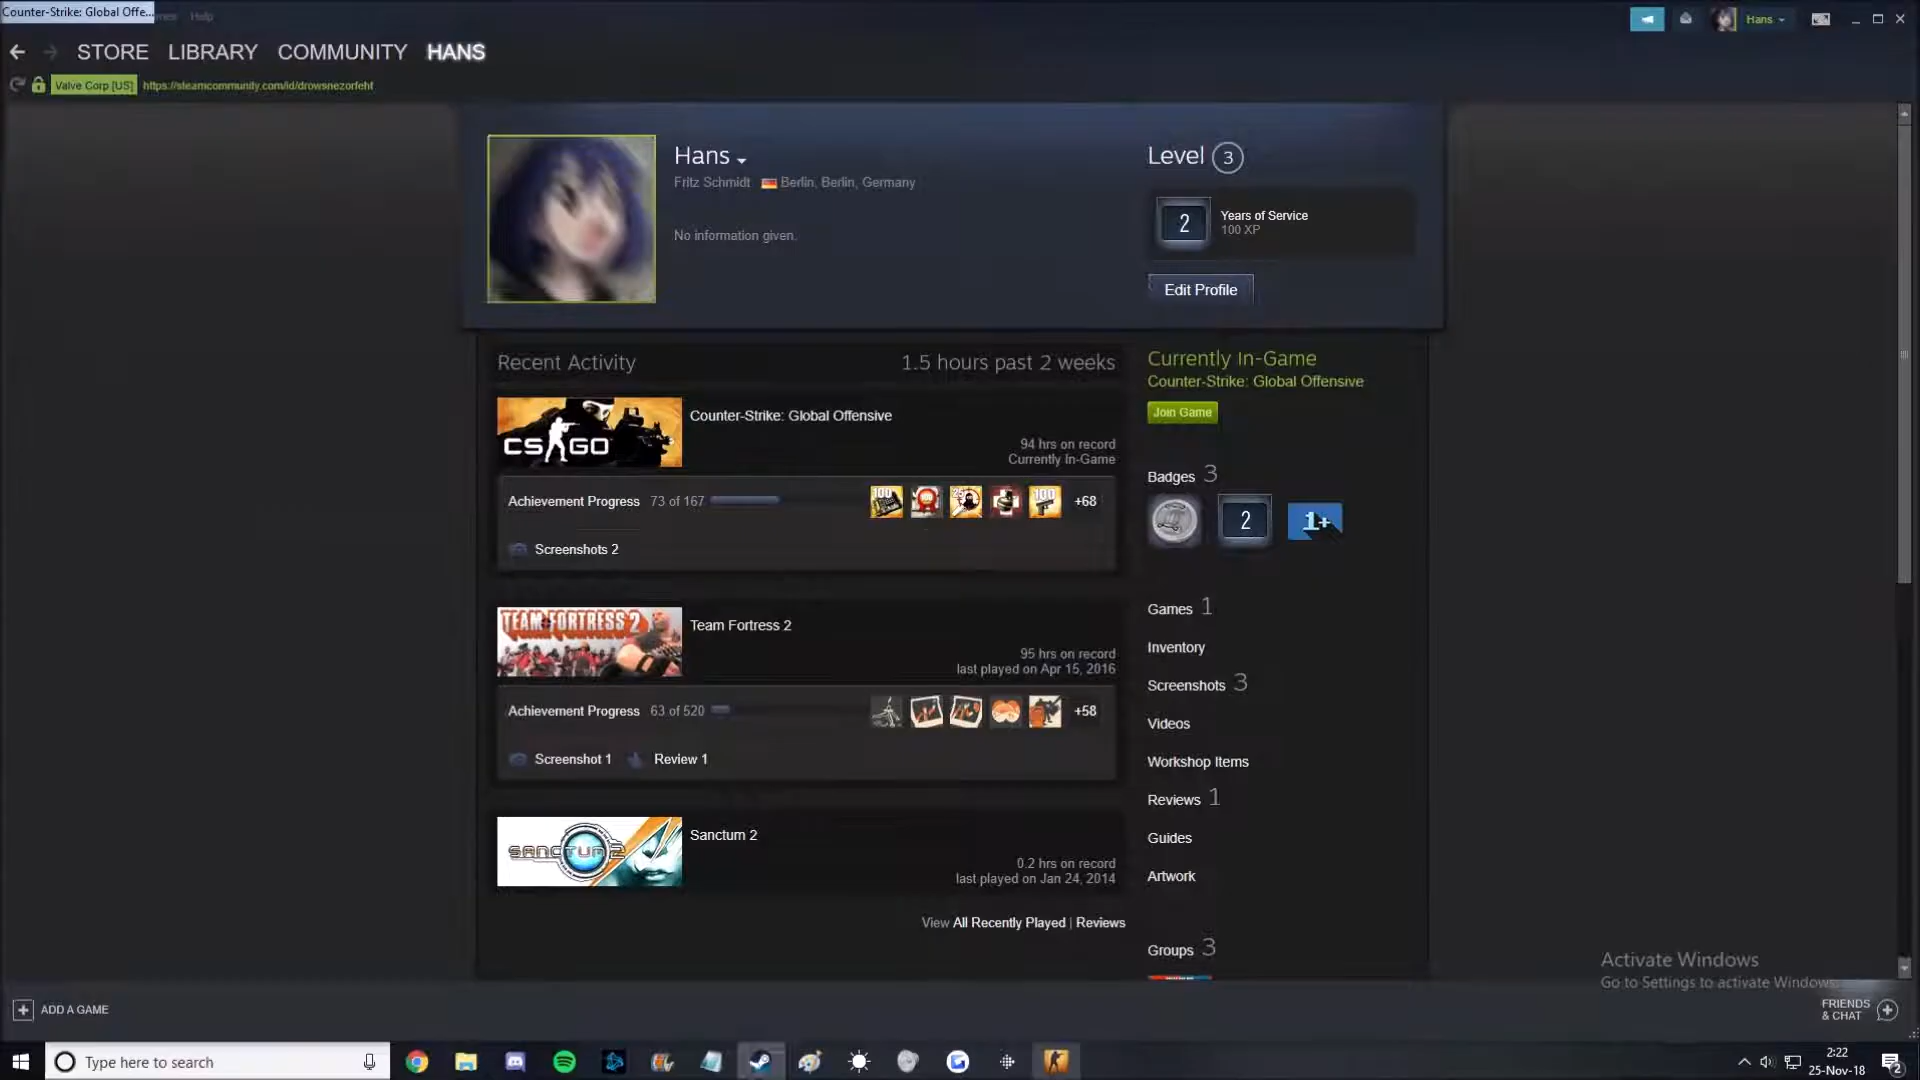 Counter-Strike: Global Offe...
Help
Hans
STORE LIBRARY COMMUNITY HANS
Valve Corp [US] https://steamcommunity.com/id/drowsnezorfeht
Hans
Fritz Schmidt Berlin, Berlin, Germany
No information given.
Level 3
2 Years of Service
100 XP
Edit Profile
Recent Activity 1.5 hours past 2 weeks
CS GO
Counter-Strike: Global Offensive
94 hrs on record
Currently In-Game
Achievement Progress 73 of 167 +68
Screenshots 2
TEAM FORTRESS 2
Team Fortress 2
95 hrs on record
last played on Apr 15, 2016
Achievement Progress 63 of 520 +58
Screenshot 1 Review 1
SANCTUM 2
Sanctum 2
0.2 hrs on record
last played on Jan 24, 2014
View All Recently Played | Reviews
Currently In-Game
Counter-Strike: Global Offensive
Join Game
Badges 3
2 1+
Games 1
Inventory
Screenshots 3
Videos
Workshop Items
Reviews 1
Guides
Artwork
Groups 3
Activate Windows
Go to Settings to activate Windows.
ADD A GAME
FRIENDS
& CHAT
Type here to search
2:22
25-Nov-18
2